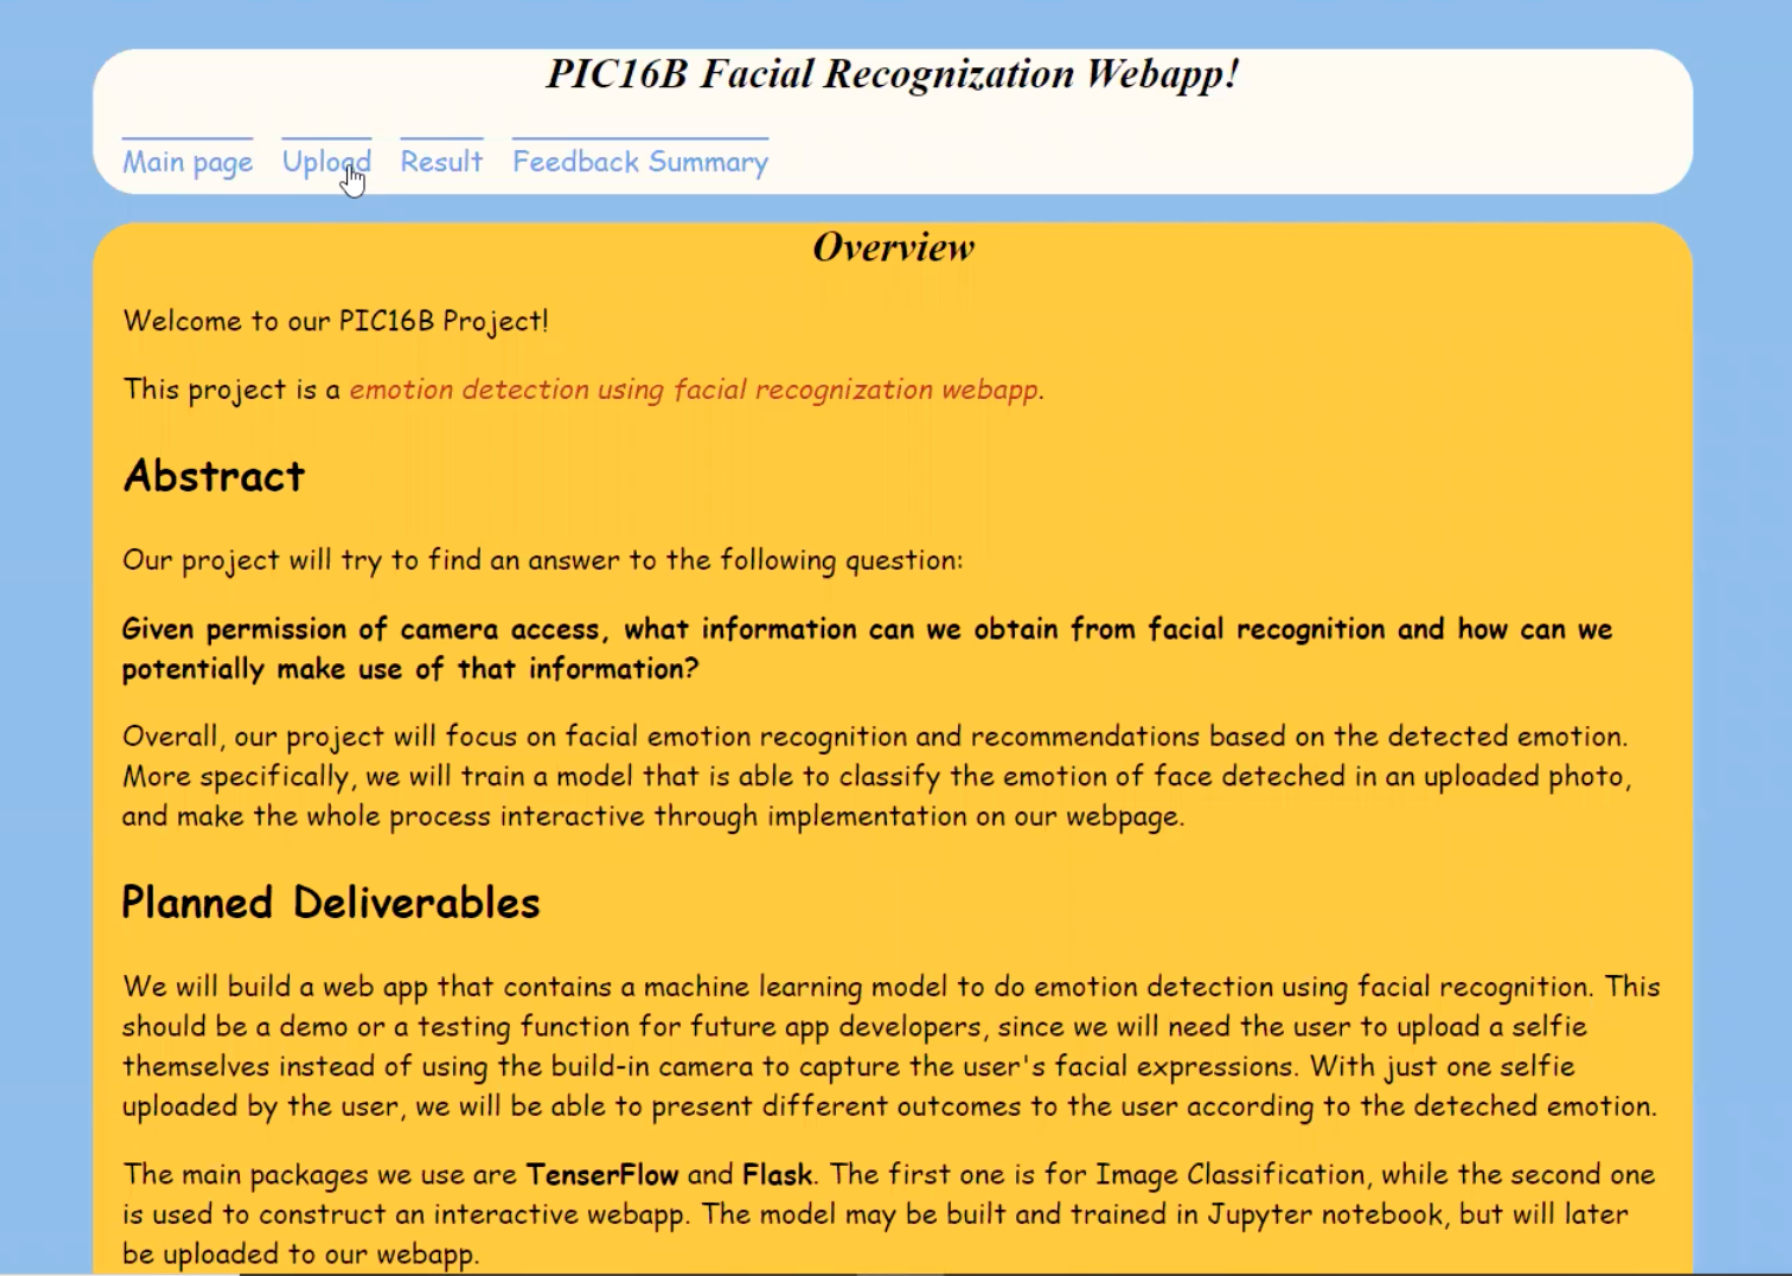 PIC16B Facial Recognization Webapp!
Main page Upload Result Feedback Summary
Overview
Welcome to our PIC16B Project!
This project is a emotion detection using facial recognization webapp.
Abstract
Our project will try to find an answer to the following question:
Given permission of camera access, what information can we obtain from facial recognition and how can we
potentially make use of that information?
Overall, our project will focus on facial emotion recognition and recommendations based on the detected emotion.
More specifically, we will train a model that is able to classify the emotion of face deteched in an uploaded photo,
and make the whole process interactive through implementation on our webpage.
Planned Deliverables
We will build a web app that contains a machine learning model to do emotion detection using facial recognition. This
should be a demo or a testing function for future app developers, since we will need the user to upload a selfie
themselves instead of using the build-in camera to capture the user's facial expressions. With just one selfie
uploaded by the user, we will be able to present different outcomes to the user according to the deteched emotion.
The main packages we use are TenserFlow and Flask. The first one is for Image Classification, while the second one
is used to construct an interactive webapp. The model may be built and trained in Jupyter notebook, but will later
be uploaded to our webapp.